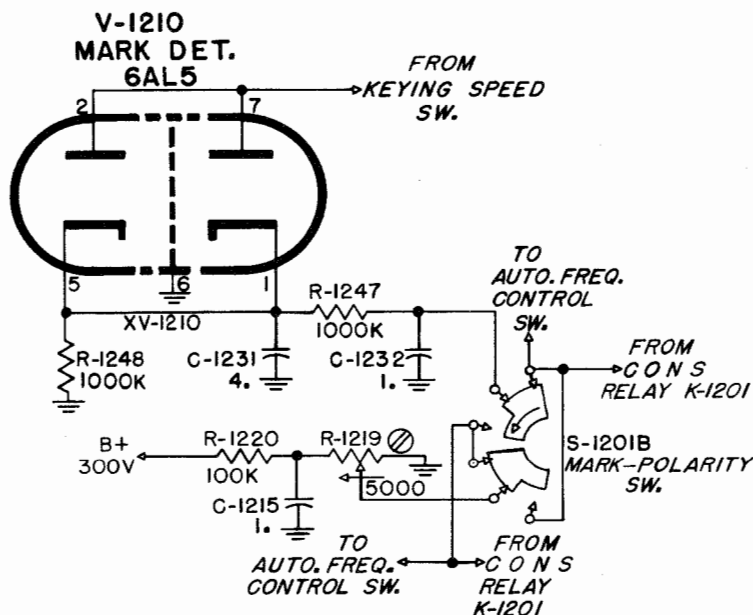 V-1210
MARK DET.
6AL5
FROM
KEYING SPEED
SW.
2
7
5
6
1
XV-1210
R-1248
1000K
C-1231
4.
R-1247
1000K
C-1232
1.
TO
AUTO. FREQ.
CONTROL
SW.
FROM
CONS
RELAY K-1201
S-1201B
MARK-POLARITY
SW.
B+
300V
R-1220
100K
C-1215
1.
R-1219
5000
TO
AUTO. FREQ.
CONTROL SW.
FROM
CONS
RELAY
K-1201